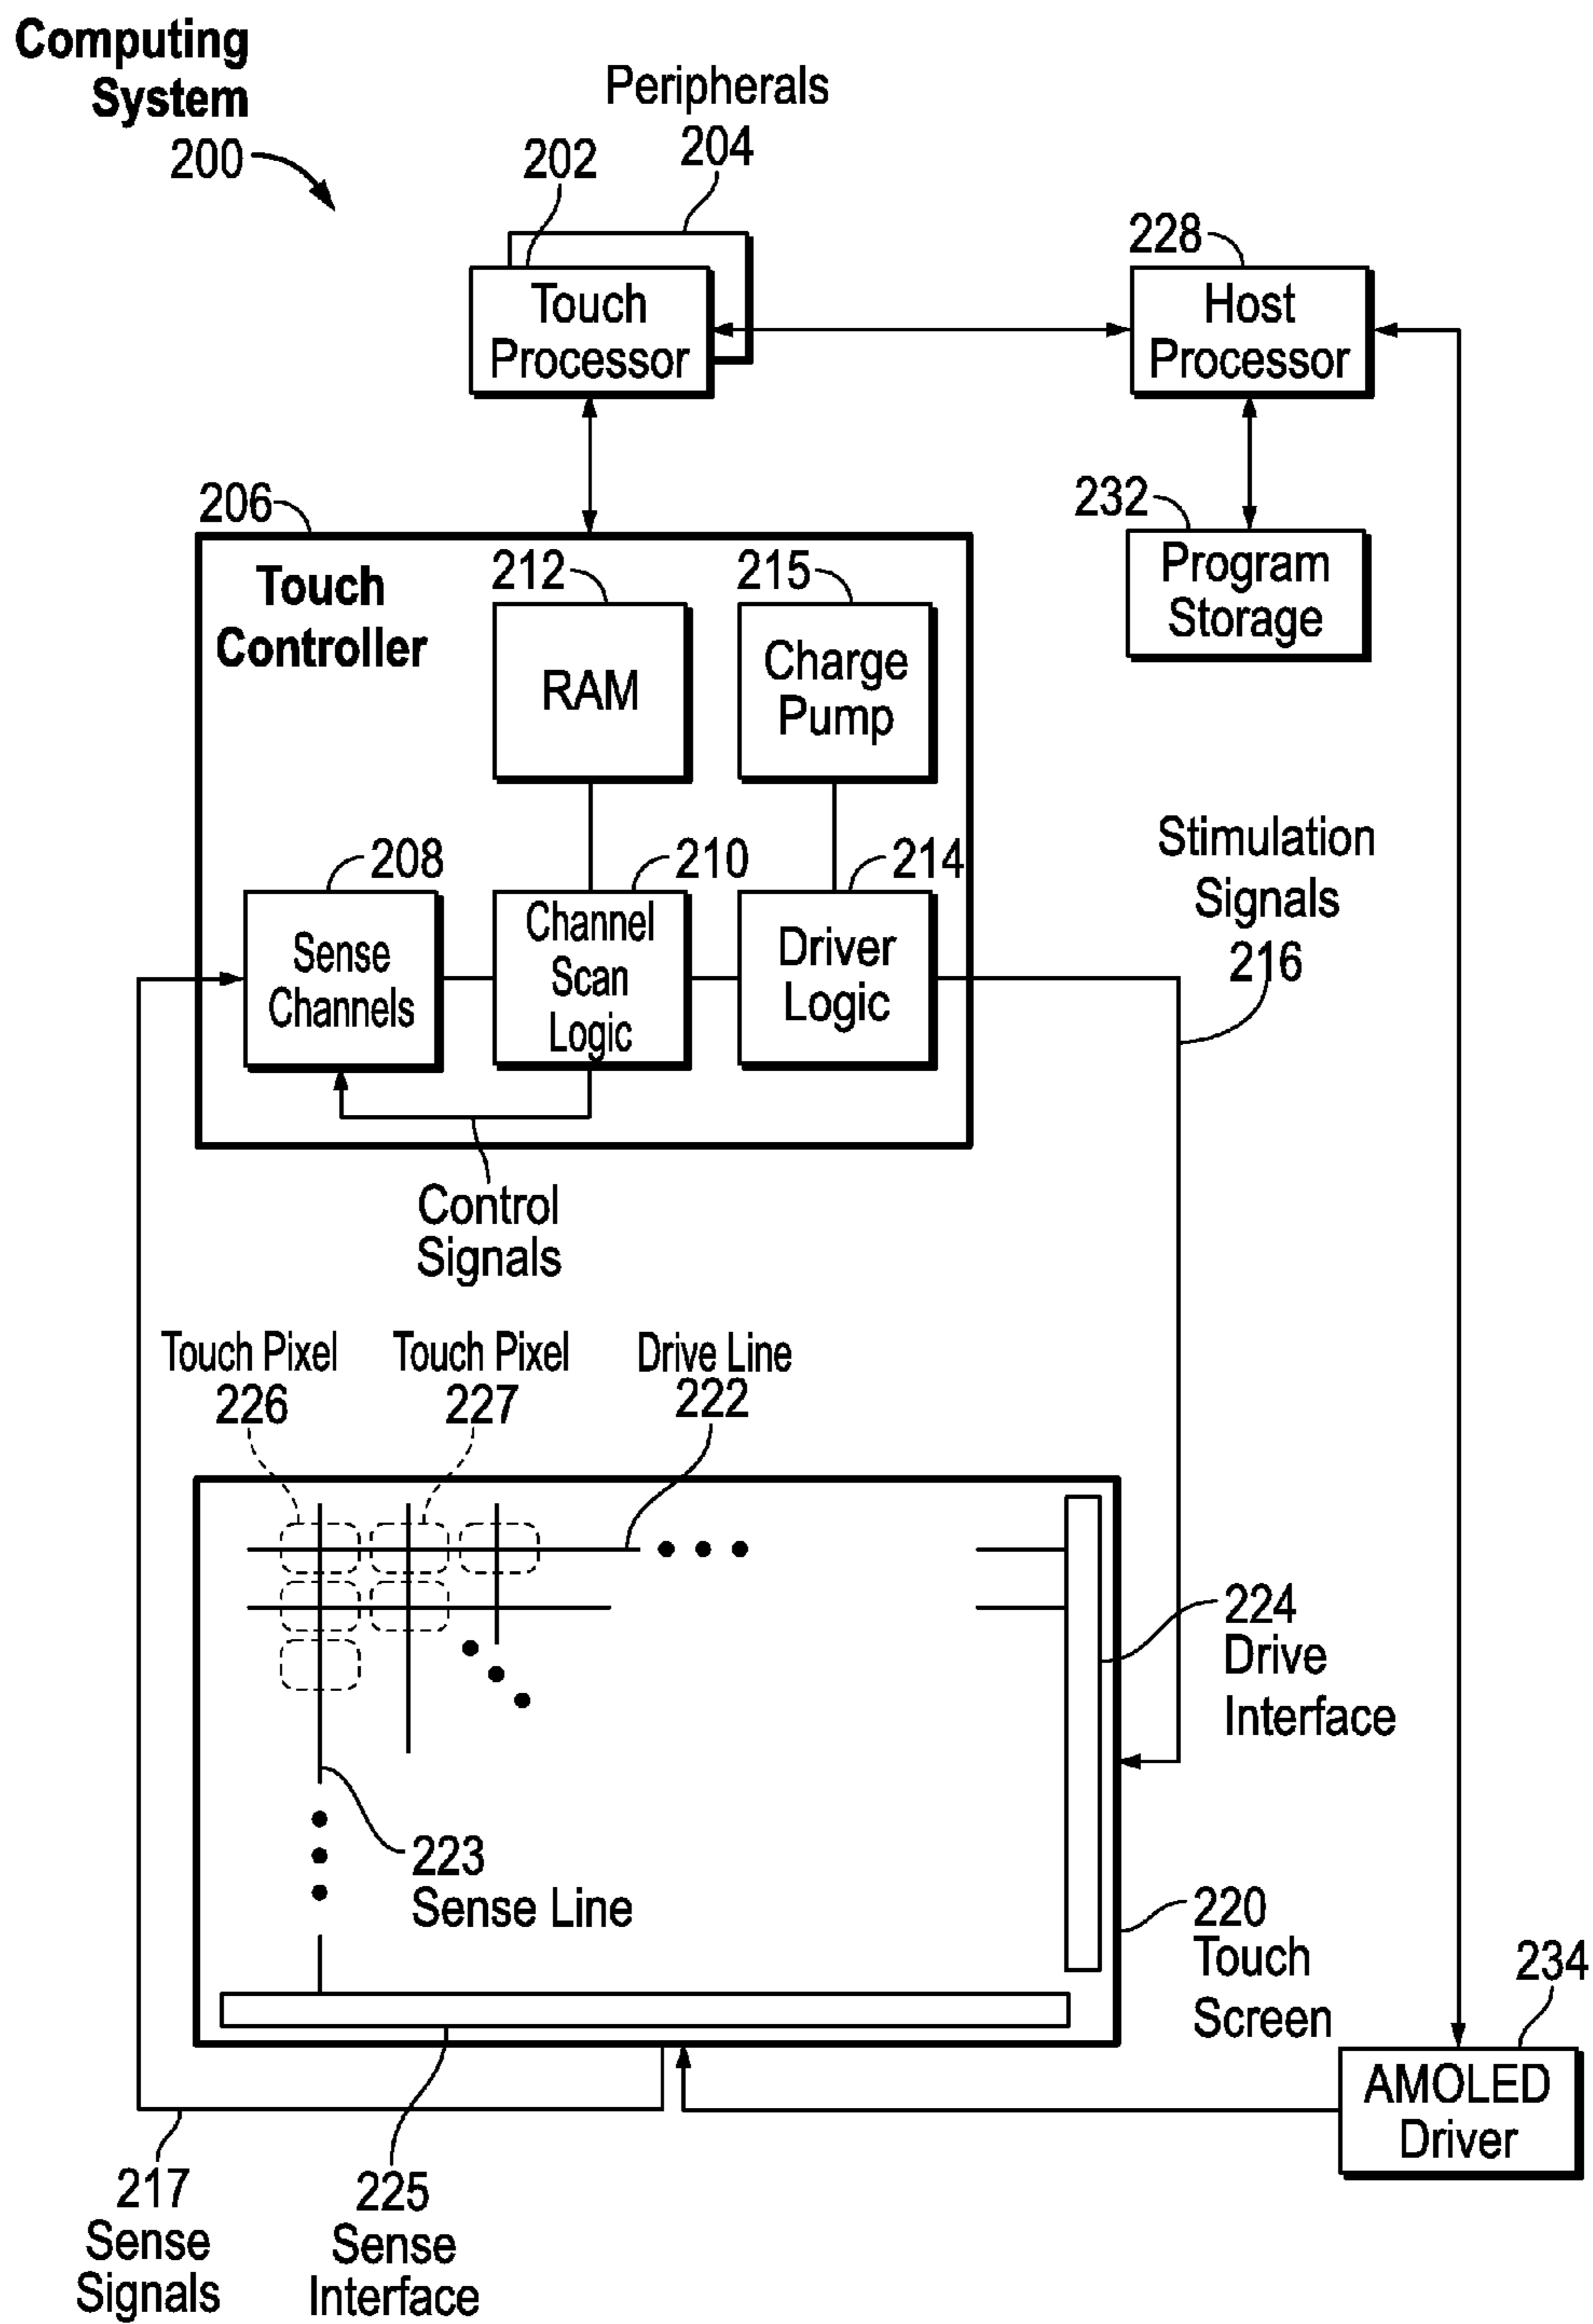 Computing
System
200
Peripherals
204
202
Touch
Processor
228
Host
Processor
232
Program
Storage
206
Touch
Controller
212
RAM
215
Charge
Pump
208
Sense
Channels
210
Channel
Scan
Logic
214
Driver
Logic
Stimulation
Signals
216
Control
Signals
Touch Pixel
226
Touch Pixel
227
Drive Line
222
224
Drive
Interface
223
Sense Line
220
Touch
Screen
234
AMOLED
Driver
217
Sense
Signals
225
Sense
Interface